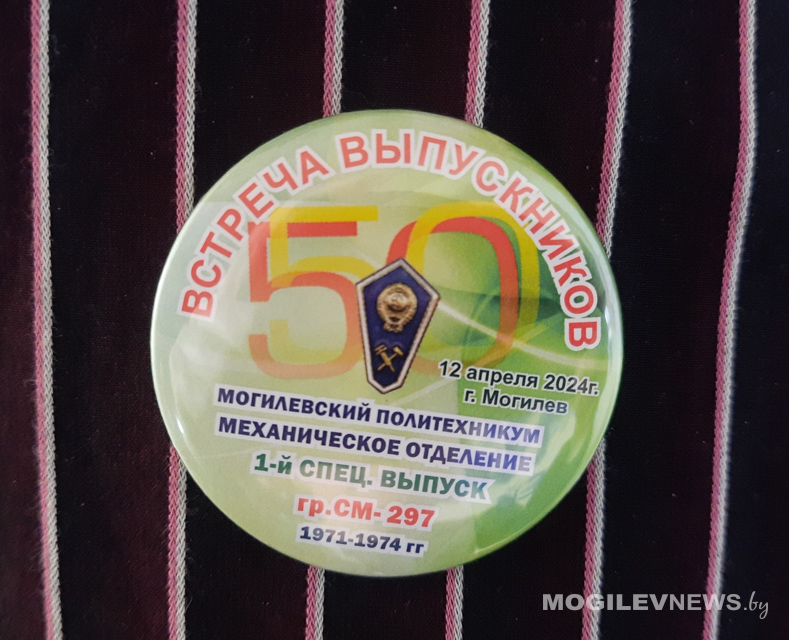 ВСТРЕЧА ВЫПУСКНИКОВ
50
12 апреля 2024г.
г. Могилев
МОГИЛЕВСКИЙ ПОЛИТЕХНИКУМ
МЕХАНИЧЕСКОЕ ОТДЕЛЕНИЕ
1-й СПЕЦ. ВЫПУСК
гр.СМ- 297
1971-1974 гг
MOGILEVNEWS.by